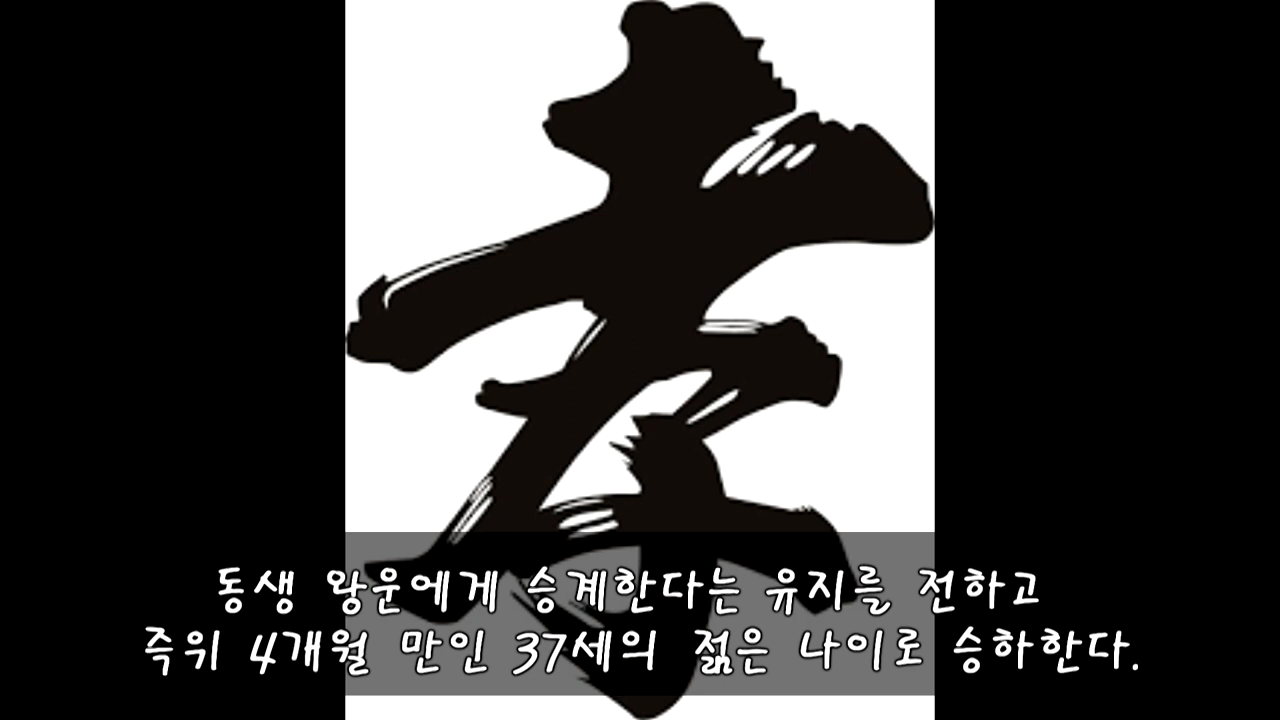 孝
동생 왕운에게 승계한다는 유지를 전하고
즉위 4개월 만인 37세의 젊은 나이로 승하한다.